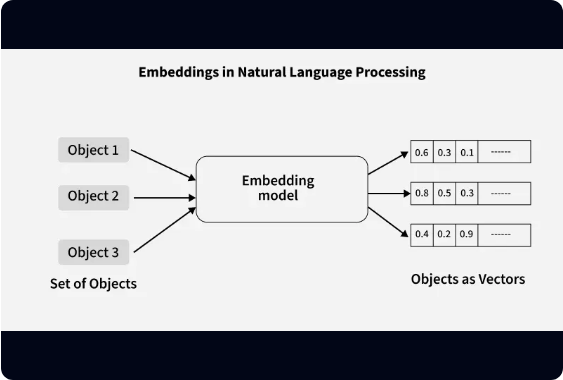 Embeddings in Natural Language Processing
Object 1
Object 2
Object 3
Set of Objects
Embedding
model
0.6 0.3 0.1 ------
0.8 0.5 0.3 ------
0.4 0.2 0.9 ------
Objects as Vectors